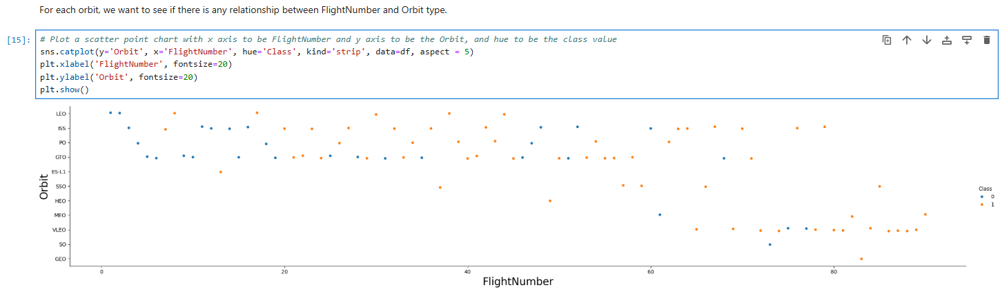 For each orbit, we want to see if there is any relationship between FlightNumber and Orbit type.
[15]:
# Plot a scatter point chart with x axis to be FlightNumber and y axis to be the Orbit, and hue to be the class value
sns.catplot(y='Orbit', x='FlightNumber', hue='Class', kind='strip', data=df, aspect = 5)
plt.xlabel('FlightNumber', fontsize=20)
plt.ylabel('Orbit', fontsize=20)
plt.show()
LEO
ISS
PO
GTO
ES-L1
SSO
HEO
MEO
VLEO
SO
GEO
Orbit
0 20 40 60 80
FlightNumber
Class
0
1